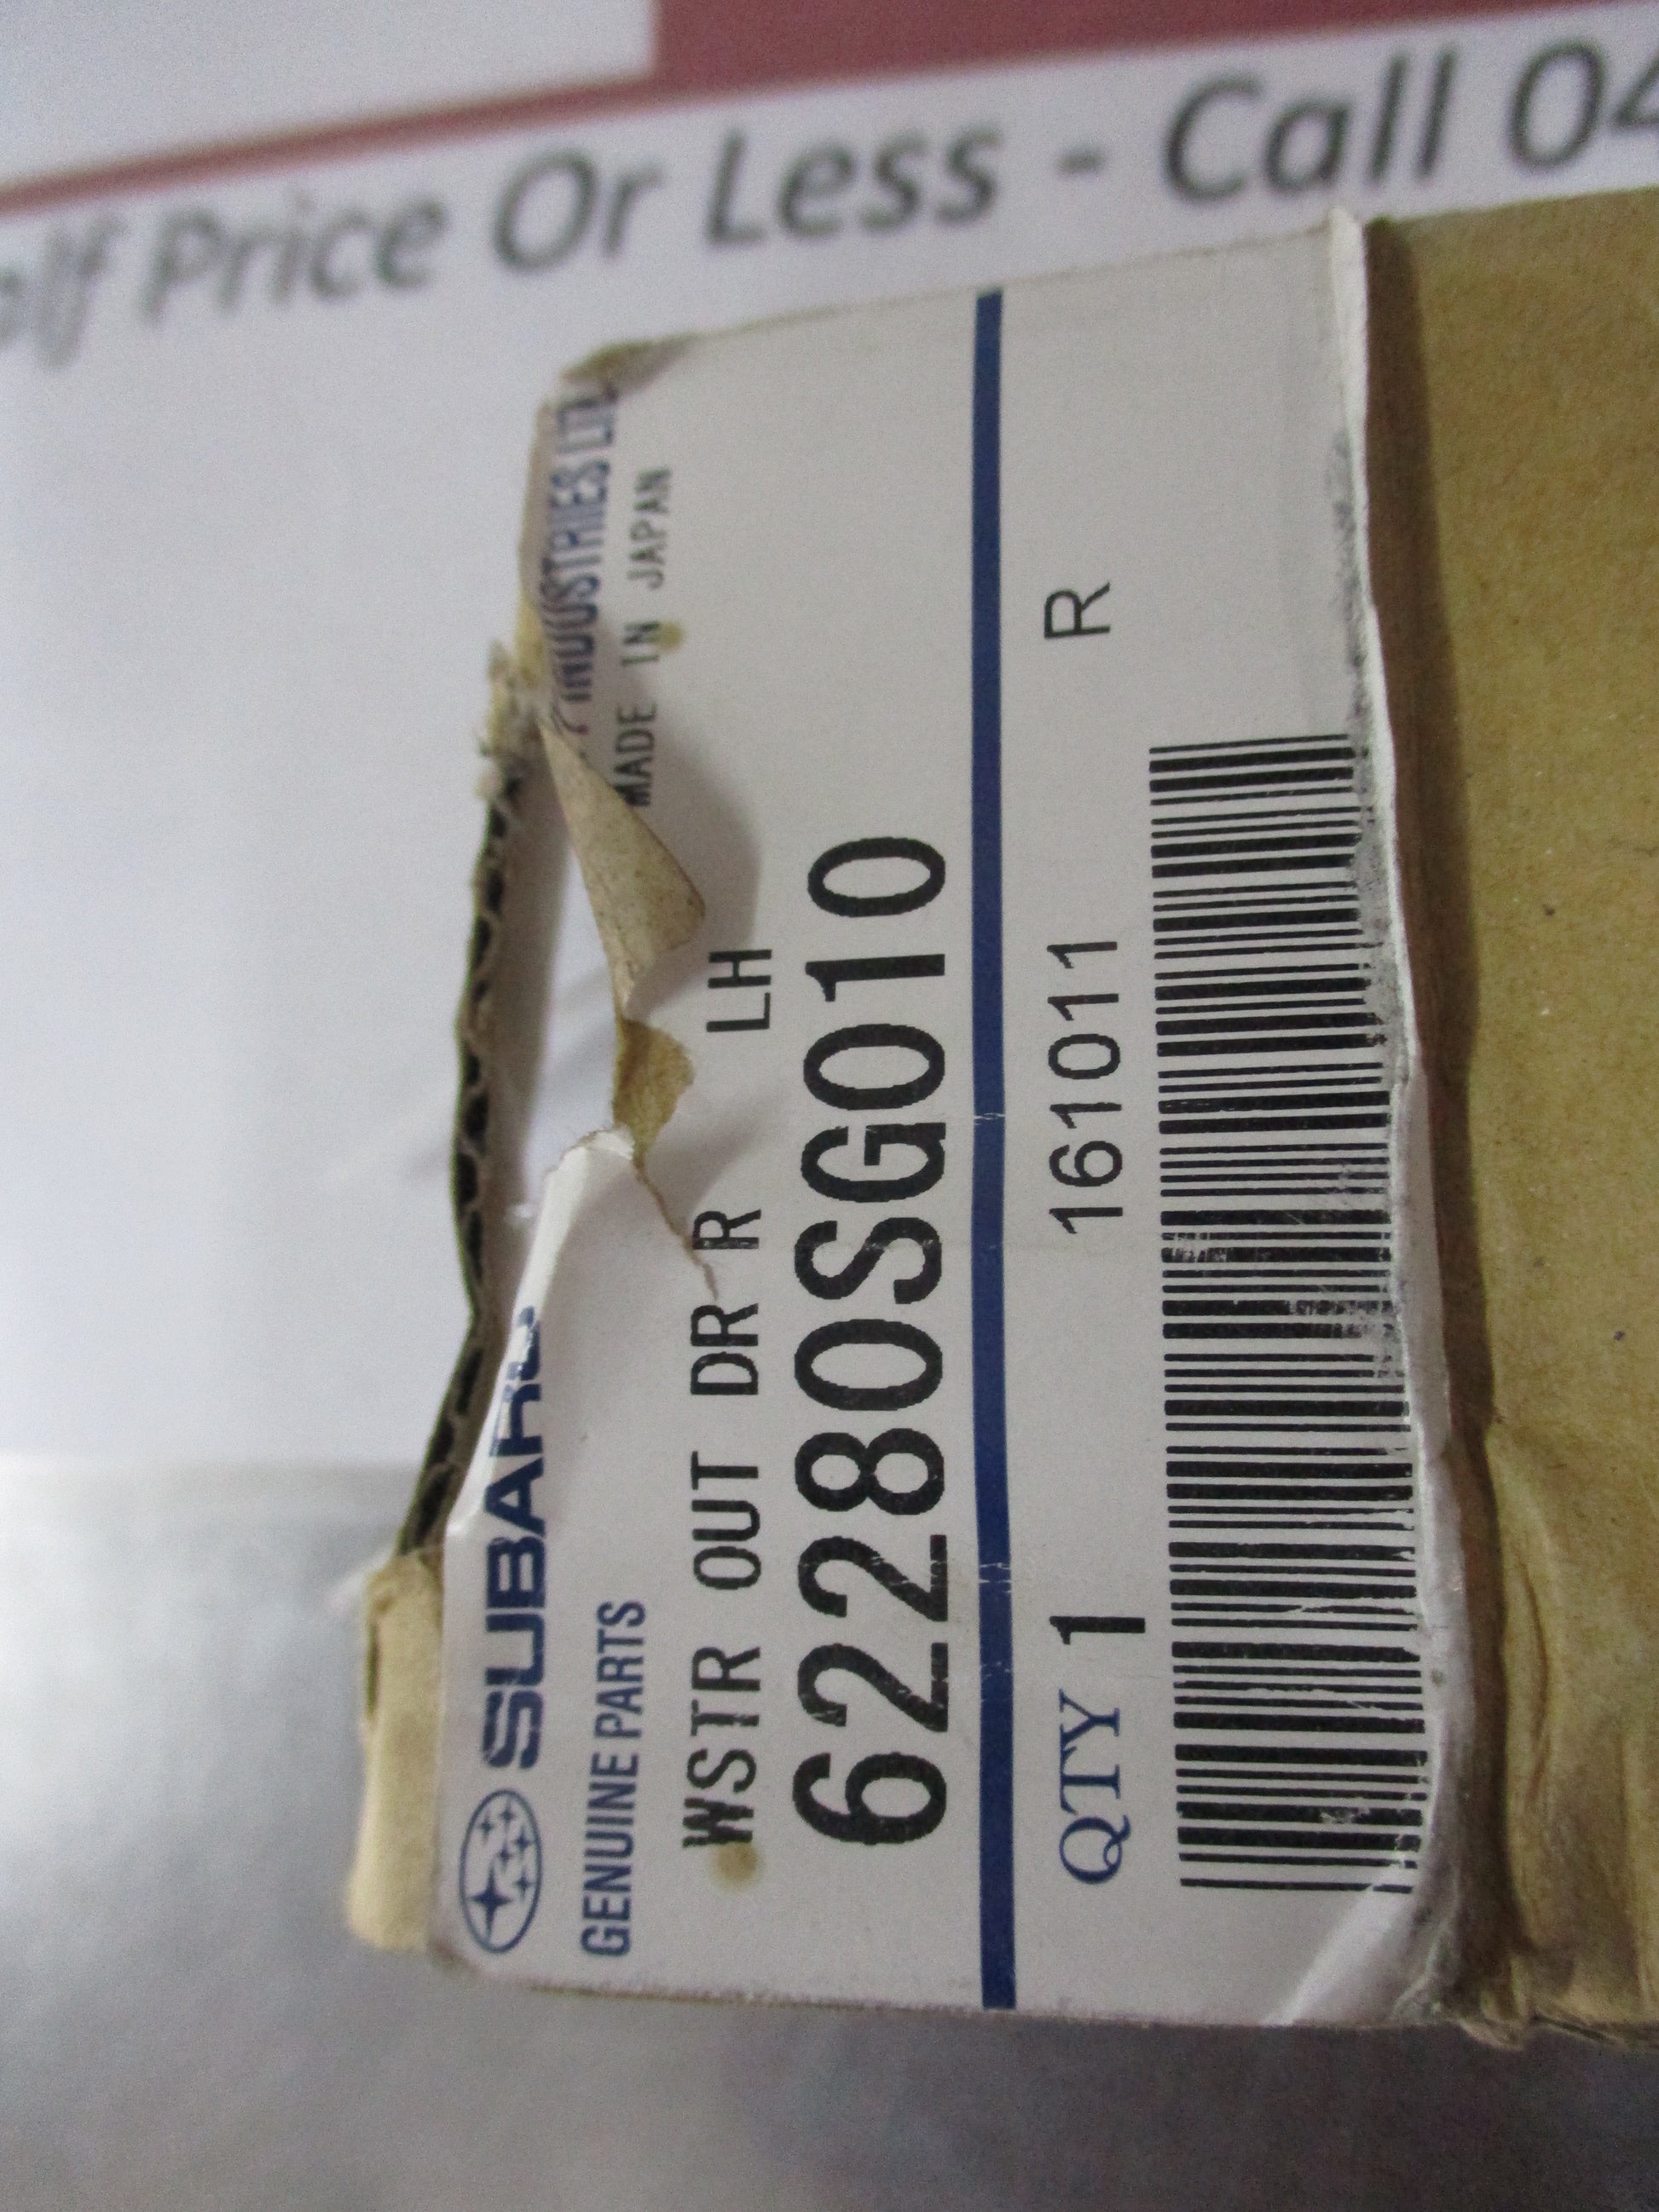 Price Or Less - Call 04
SUBARU
INDUSTRIES LTD.
GENUINE PARTS
MADE IN JAPAN
WSTR OUT DR R LH
62280SG010
QTY 1 161011 R